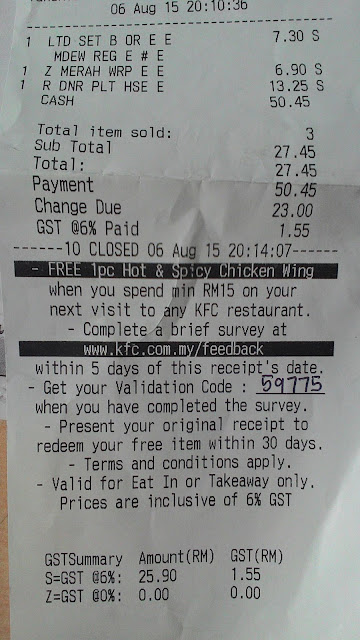 06 Aug 15 20:10:36
1 LTD SET B OR E E 7.30 S
MDEW REG E # E
1 Z MERAH WRP E E 6.90 S
1 R DNR PLT HSE E 13.25 S
CASH 50.45
Total item sold: 3
Sub Total 27.45
Total: 27.45
Payment 50.45
Change Due 23.00
GST @6% Paid 1.55
------10 CLOSED 06 Aug 15 20:14:07------
- FREE 1pc Hot & Spicy Chicken Wing
when you spend min RM15 on your
next visit to any KFC restaurant.
- Complete a brief survey at
www.kfc.com.my/feedback
within 5 days of this receipt's date.
- Get your Validation Code : 59775
when you have completed the survey.
- Present your original receipt to
redeem your free item within 30 days.
- Terms and conditions apply.
- Valid for Eat In or Takeaway only.
Prices are inclusive of 6% GST
GSTSummary Amount(RM) GST(RM)
S=GST @6%: 25.90 1.55
Z=GST @0%: 0.00 0.00